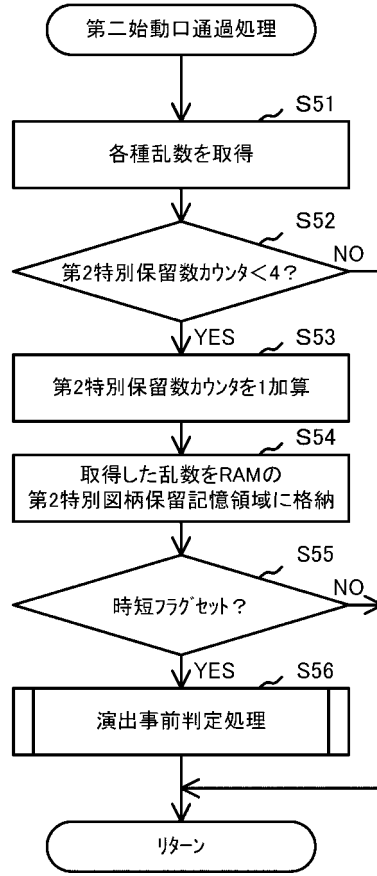 第二始動口通過処理
S51
各種乱数を取得
S52
第2特別保留数カウンタ<4?
NO
YES
S53
第2特別保留数カウンタを1加算
S54
取得した乱数をRAMの
第2特別図柄保留記憶領域に格納
S55
時短フラグセット?
NO
YES
S56
演出事前判定処理
リターン